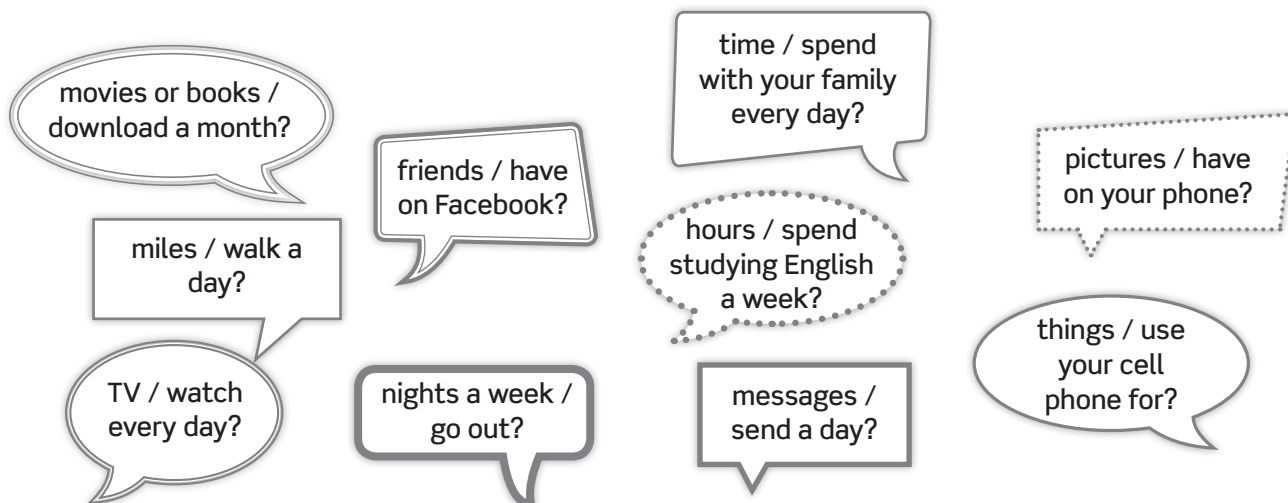 movies or books /
download a month?
friends / have
on Facebook?
time / spend
with your family
every day?
pictures / have
on your phone?
miles / walk a
day?
hours / spend
studying English
a week?
things / use
your cell
phone for?
TV / watch
every day?
nights a week /
go out?
messages /
send a day?